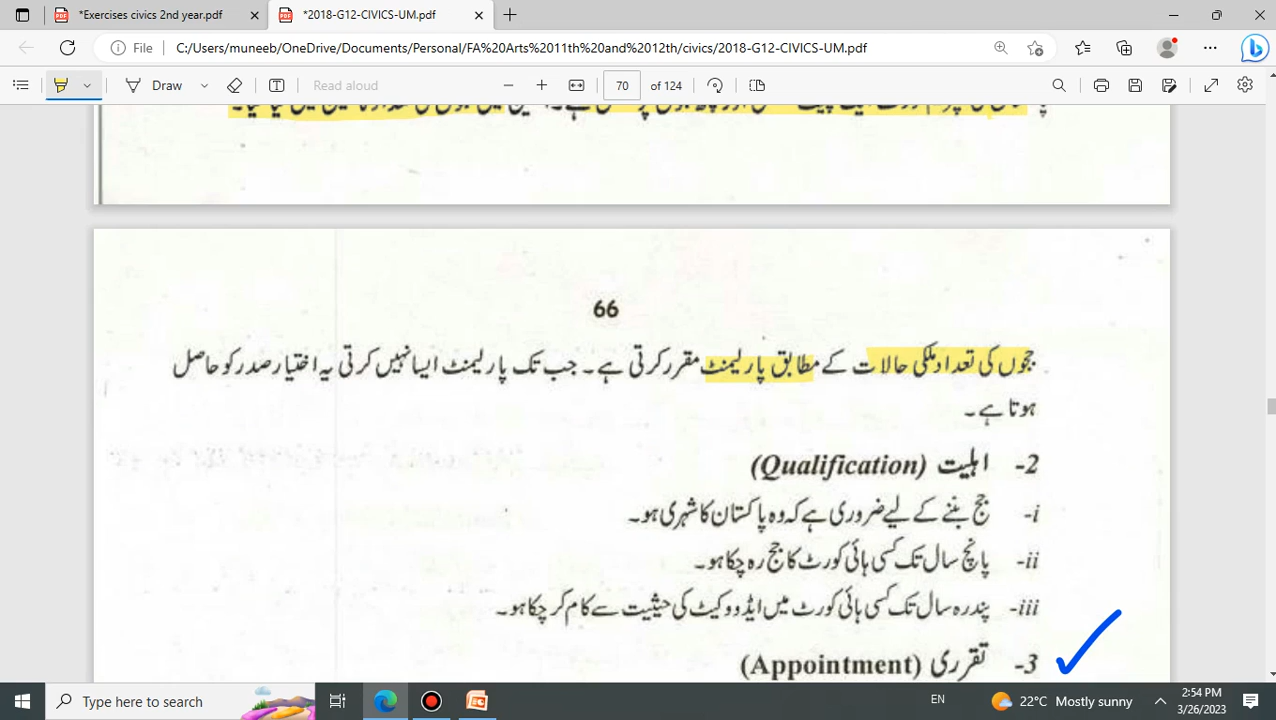 *Exercises civics 2nd year.pdf
*2018-G12-CIVICS-UM.pdf
File C:/Users/muneeb/OneDrive/Documents/Personal/FA%20Arts%2011th%20and%2012th/civics/2018-G12-CIVICS-UM.pdf
Draw Read aloud 70 of 124
66
ججوں کی تعداد ملکی حالات کے مطابق پارلیمنٹ مقرر کرتی ہے۔ جب تک پارلیمنٹ ایسا نہیں کرتی یہ اختیار صدر کو حاصل
ہوتا ہے۔
2- اہلیت (Qualification)
i- جج بننے کے لیے ضروری ہے کہ وہ پاکستان کا شہری ہو۔
ii- پانچ سال تک کسی ہائی کورٹ کا جج رہ چکا ہو۔
iii- پندرہ سال تک کسی ہائی کورٹ میں ایڈووکیٹ کی حیثیت سے کام کر چکا ہو۔
3- تقرری (Appointment)
Type here to search
EN
22°C Mostly sunny
2:54 PM
3/26/2023